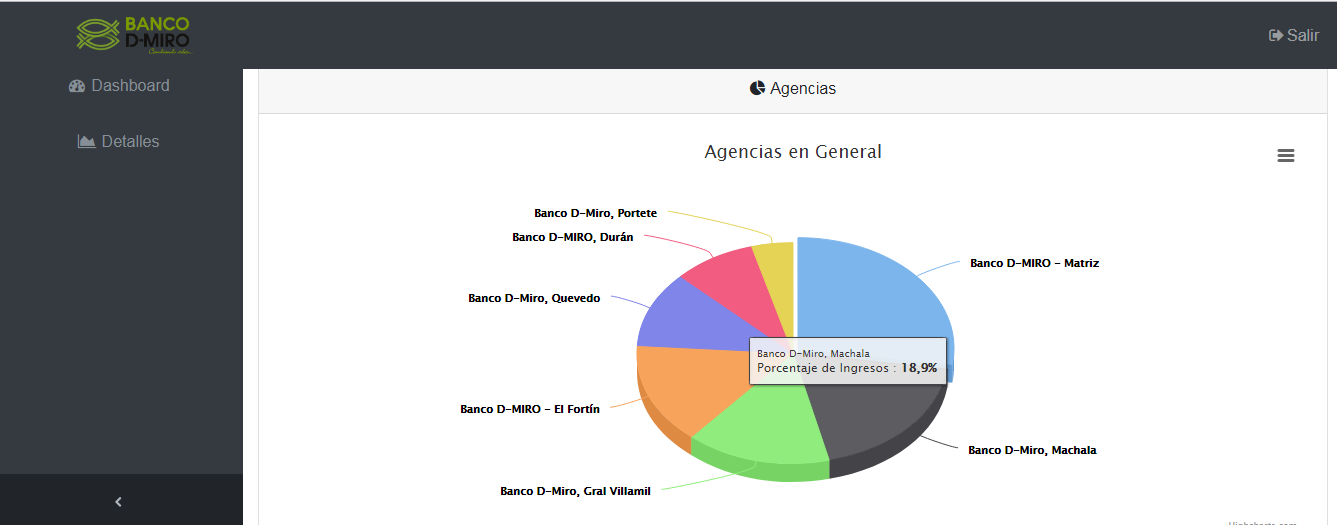 BANCO
D-MIRO
Salir
Dashboard
Detalles
Agencias
Agencias en General
Banco D-Miro, Portete
Banco D-MIRO, Durán
Banco D-MIRO - Matriz
Banco D-Miro, Quevedo
Banco D-Miro, Machala
Porcentaje de Ingresos : 18,9%
Banco D-MIRO - El Fortín
Banco D-Miro, Machala
Banco D-Miro, Gral Villamil